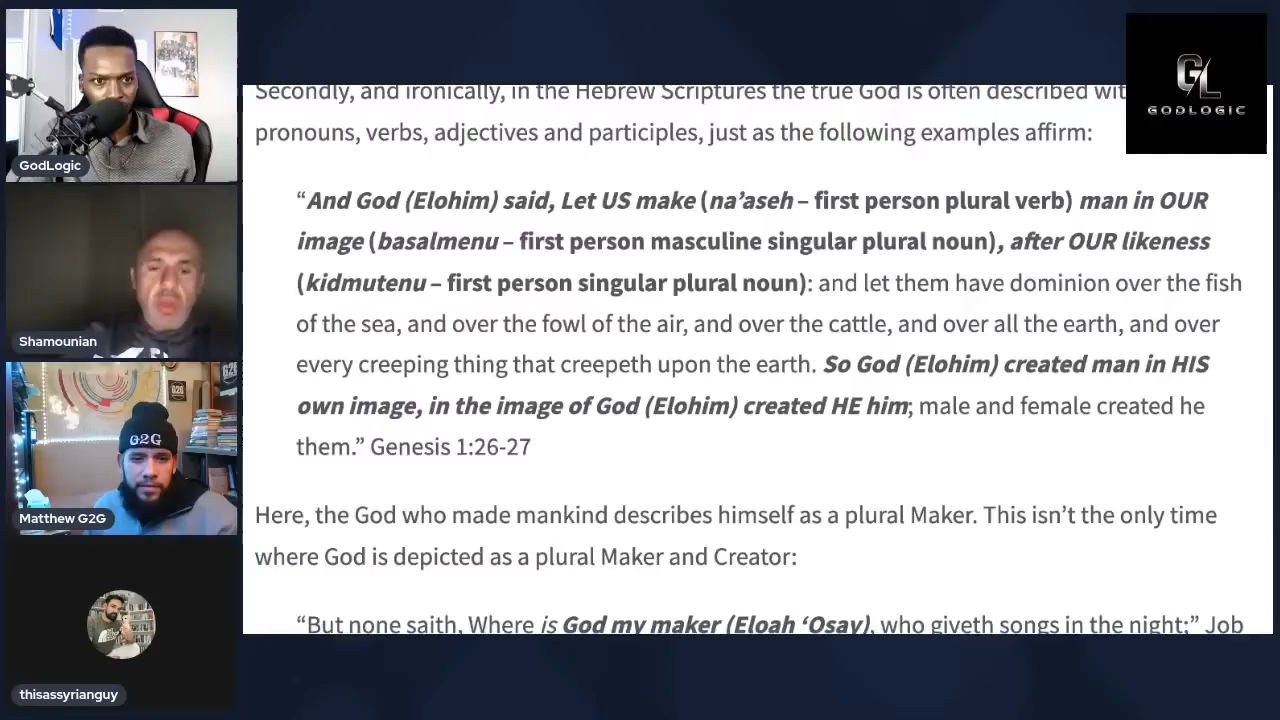 GodLogic
Shamounian
G2G
Matthew G2G
thisassyrianguy
GL
GODLOGIC
Secondly, and ironically, in the Hebrew Scriptures the true God is often described
pronouns, verbs, adjectives and participles, just as the following examples affirm:
“And God (Elohim) said, Let US make (na’aseh – first person plural verb) man in OUR
image (basalmenu – first person masculine singular plural noun), after OUR likeness
(kidmutenu – first person singular plural noun): and let them have dominion over the fish
of the sea, and over the fowl of the air, and over the cattle, and over all the earth, and over
every creeping thing that creepeth upon the earth. So God (Elohim) created man in HIS
own image, in the image of God (Elohim) created HE him; male and female created he
them.” Genesis 1:26-27
Here, the God who made mankind describes himself as a plural Maker. This isn’t the only time
where God is depicted as a plural Maker and Creator:
“But none saith, Where is God my maker (Eloah ‘Osay), who giveth songs in the night;” Job